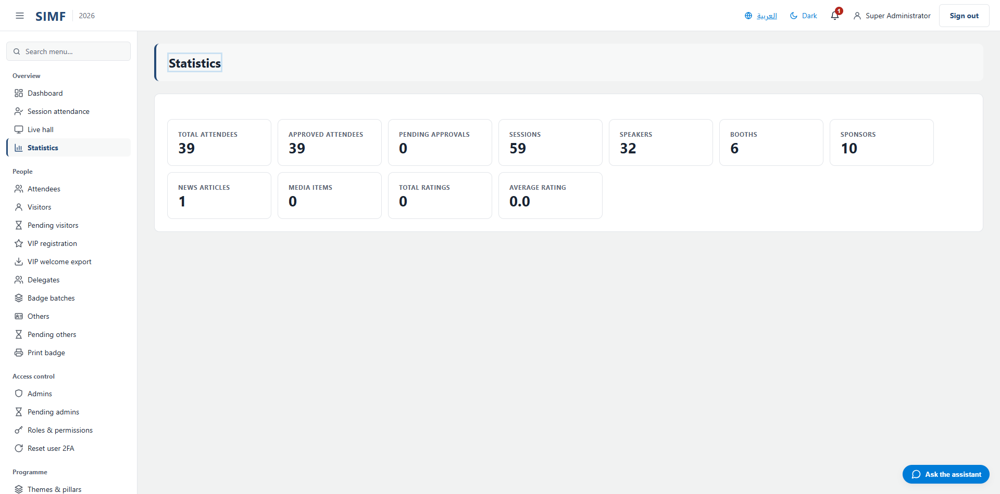 SIMF
2026
العربية
Dark
1
Super Administrator
Sign out
Search menu...
Overview
Dashboard
Session attendance
Live hall
Statistics
People
Attendees
Visitors
Pending visitors
VIP registration
VIP welcome export
Delegates
Badge batches
Others
Pending others
Print badge
Access control
Admins
Pending admins
Roles & permissions
Reset user 2FA
Programme
Themes & pillars
Statistics
TOTAL ATTENDEES
39
APPROVED ATTENDEES
39
PENDING APPROVALS
0
SESSIONS
59
SPEAKERS
32
BOOTHS
6
SPONSORS
10
NEWS ARTICLES
1
MEDIA ITEMS
0
TOTAL RATINGS
0
AVERAGE RATING
0.0
Ask the assistant